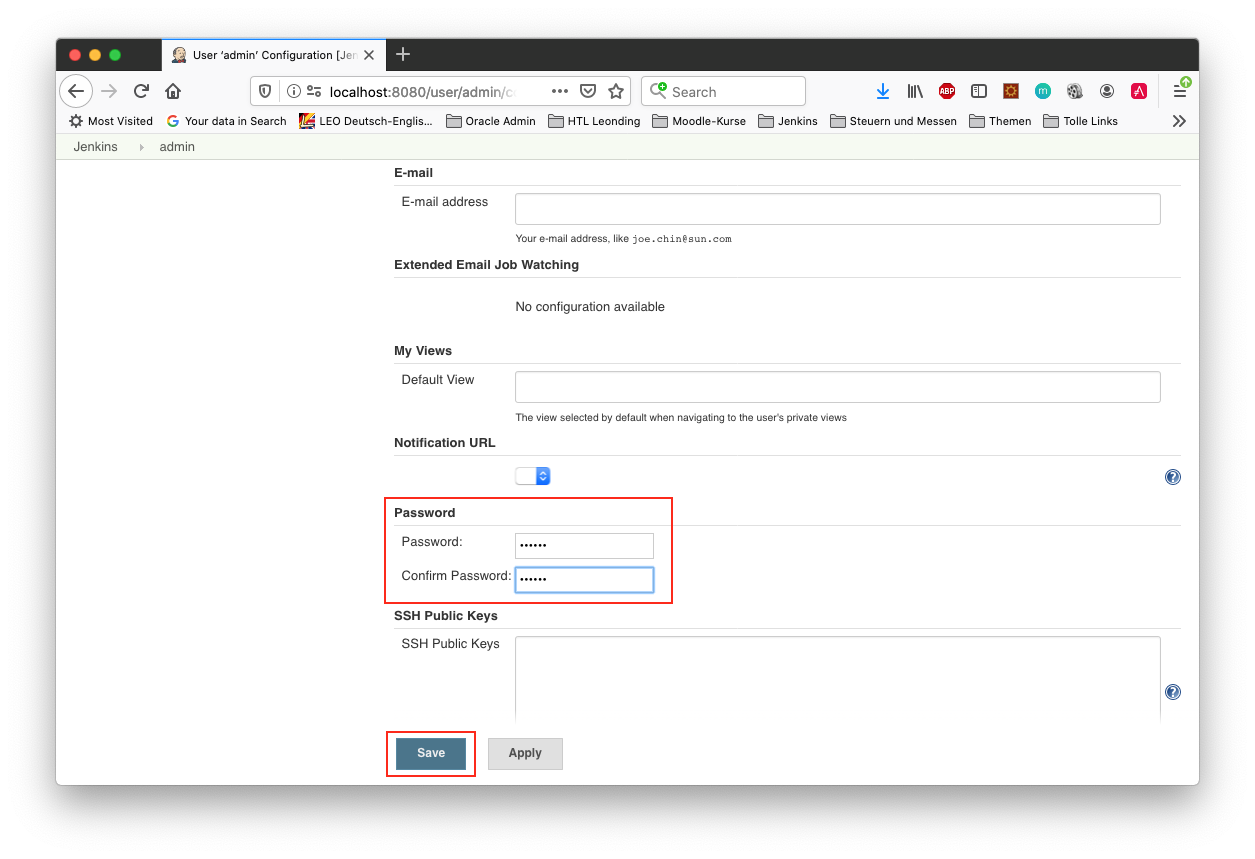 User ‘admin’ Configuration [Jen
localhost:8080/user/admin/c
Search
ABP
m
Most Visited
Your data in Search
LEO Deutsch-Englis...
Oracle Admin
HTL Leonding
Moodle-Kurse
Jenkins
Steuern und Messen
Themen
Tolle Links
Jenkins
admin
E-mail
E-mail address
Your e-mail address, like joe.chin@sun.com
Extended Email Job Watching
No configuration available
My Views
Default View
The view selected by default when navigating to the user's private views
Notification URL
Password
Password:
••••••
Confirm Password:
••••••
SSH Public Keys
SSH Public Keys
Save
Apply